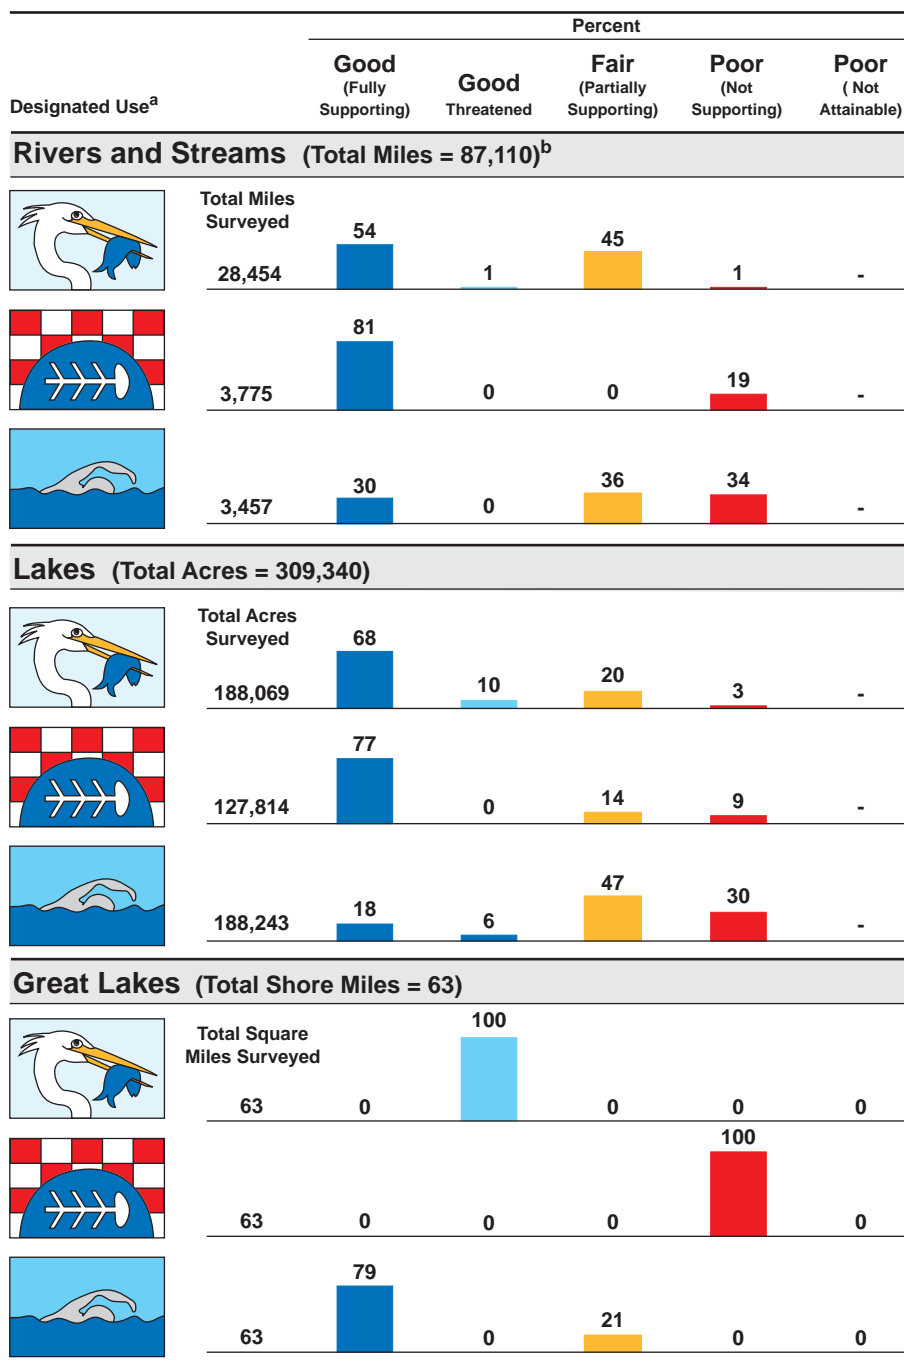 Percent
Designated Useᵃ
Good
(Fully
Supporting)
Good
Threatened
Fair
(Partially
Supporting)
Poor
(Not
Supporting)
Poor
( Not
Attainable)
Rivers and Streams (Total Miles = 87,110)ᵇ
Total Miles
Surveyed
28,454 54 1 45 1 -
3,775 81 0 0 19 -
3,457 30 0 36 34 -
Lakes (Total Acres = 309,340)
Total Acres
Surveyed
188,069 68 10 20 3 -
127,814 77 0 14 9 -
188,243 18 6 47 30 -
Great Lakes (Total Shore Miles = 63)
Total Square
Miles Surveyed
63 0 100 0 0 0
63 0 0 0 100 0
63 79 0 21 0 0